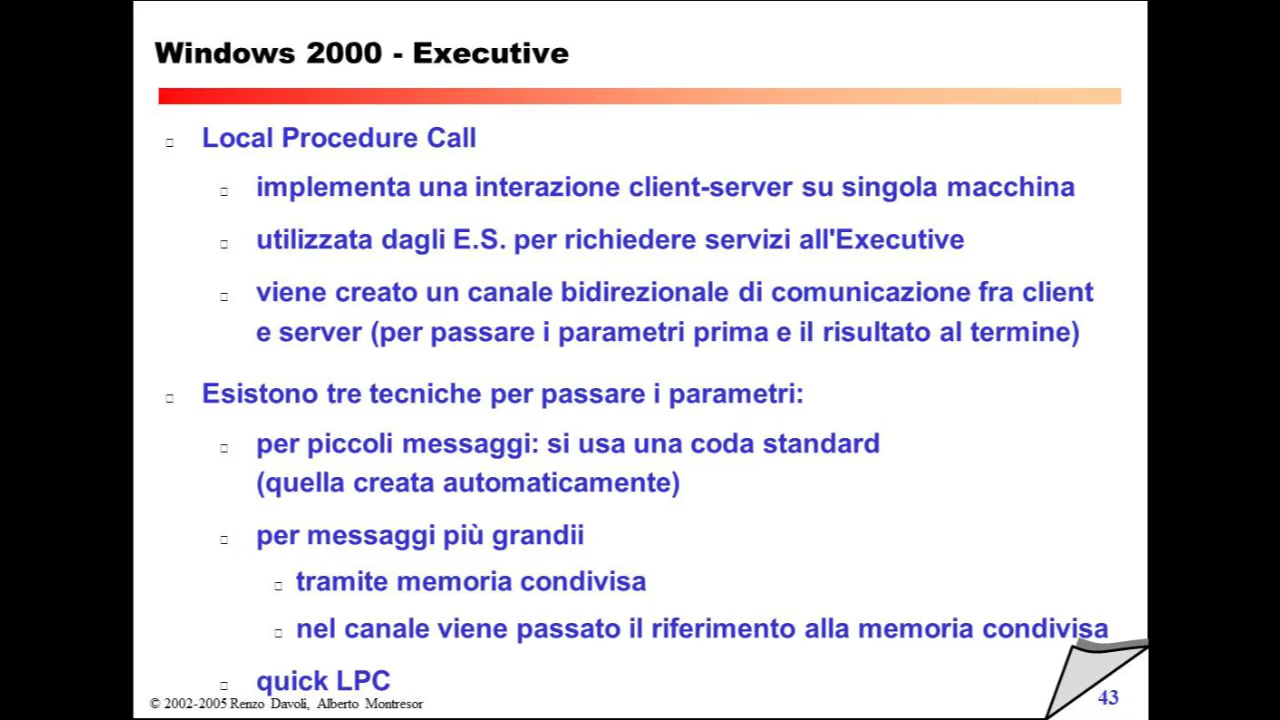 Windows 2000 - Executive
Local Procedure Call
implementa una interazione client-server su singola macchina
utilizzata dagli E.S. per richiedere servizi all'Executive
viene creato un canale bidirezionale di comunicazione fra client
e server (per passare i parametri prima e il risultato al termine)
Esistono tre tecniche per passare i parametri:
per piccoli messaggi: si usa una coda standard
(quella creata automaticamente)
per messaggi più grandii
tramite memoria condivisa
nel canale viene passato il riferimento alla memoria condivisa
quick LPC
© 2002-2005 Renzo Davoli, Alberto Montresor
43